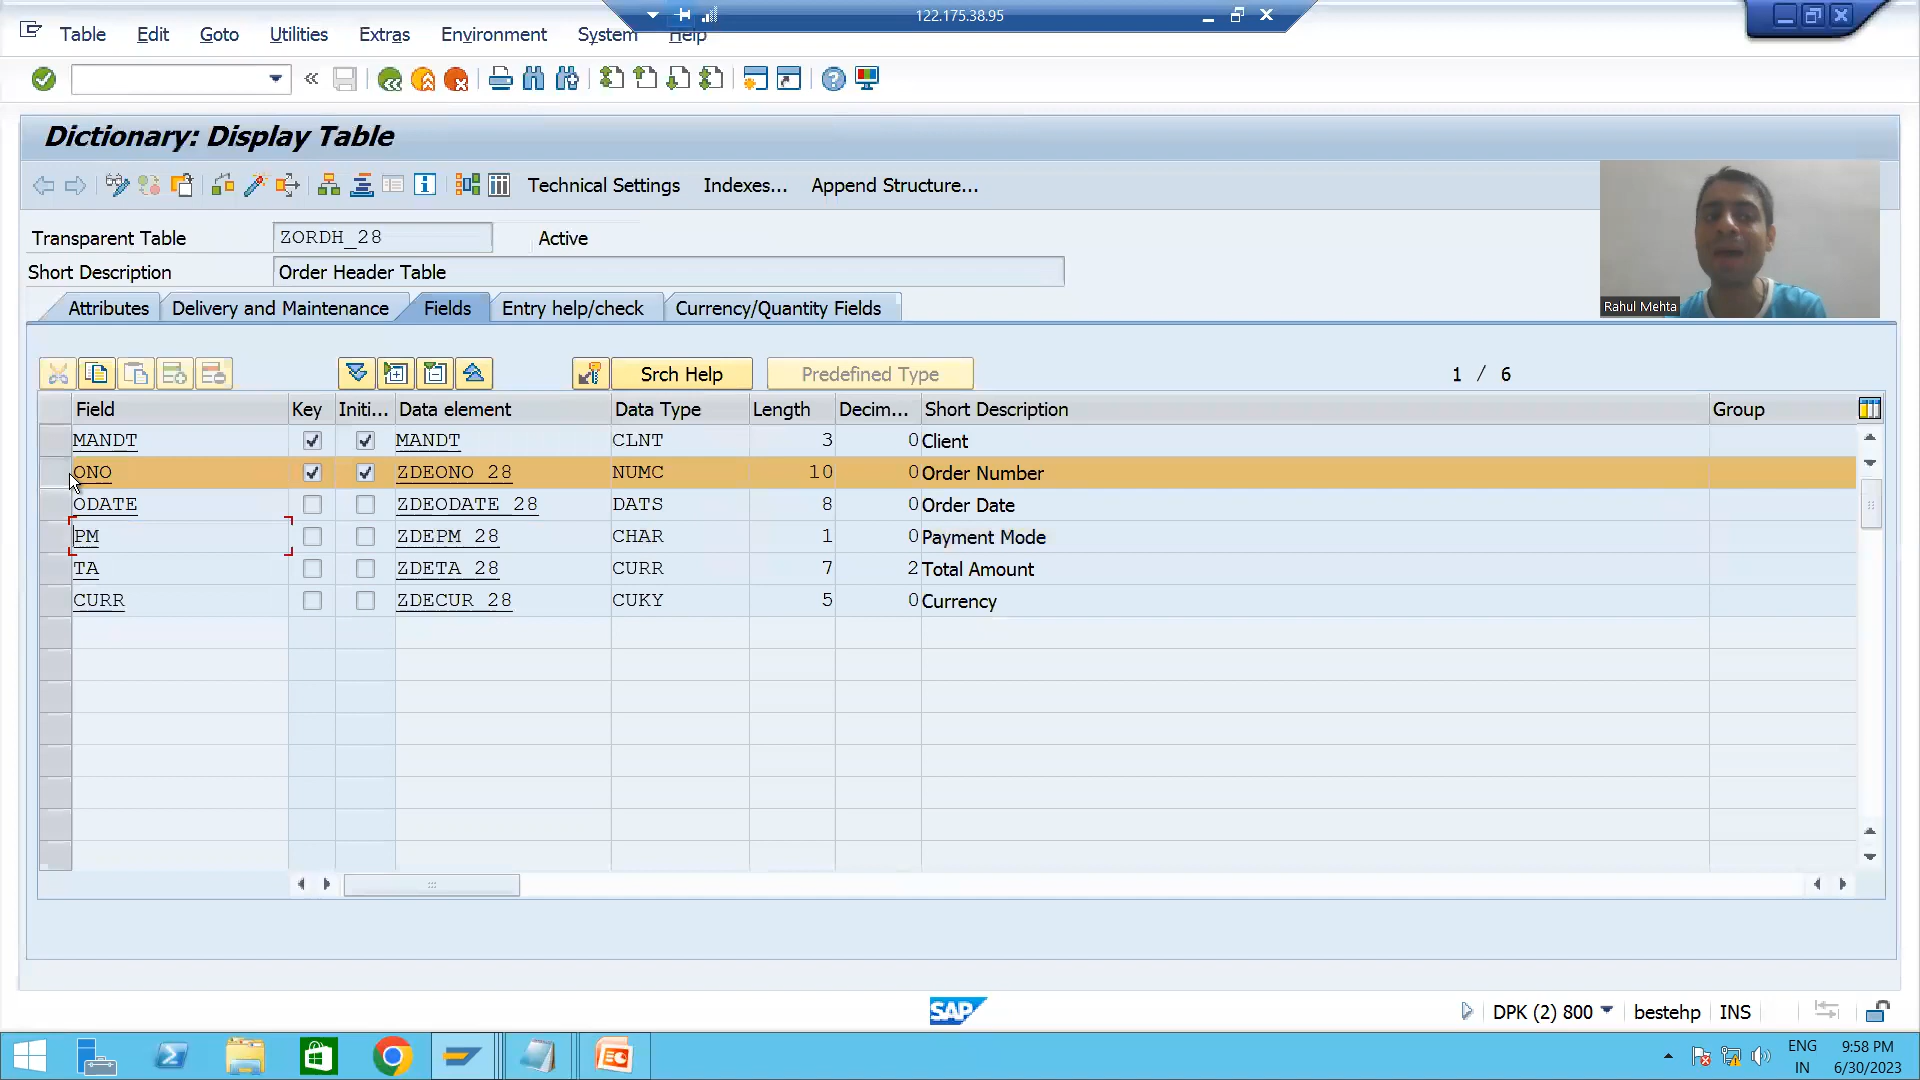 122.175.38.95
Table Edit Goto Utilities Extras Environment System Help
Dictionary: Display Table
Technical Settings Indexes... Append Structure...
Transparent Table ZORDH_28 Active
Short Description Order Header Table
Rahul Mehta
Attributes Delivery and Maintenance Fields Entry help/check Currency/Quantity Fields
Srch Help Predefined Type 1 / 6
Field Key Initi... Data element Data Type Length Decim... Short Description Group
MANDT MANDT CLNT 3 0 Client
ONO ZDEONO_28 NUMC 10 0 Order Number
ODATE ZDEODATE_28 DATS 8 0 Order Date
PM ZDEPM_28 CHAR 1 0 Payment Mode
TA ZDETA_28 CURR 7 2 Total Amount
CURR ZDECUR_28 CUKY 5 0 Currency
SAP DPK (2) 800 bestehp INS
ENG 9:58 PM
IN 6/30/2023